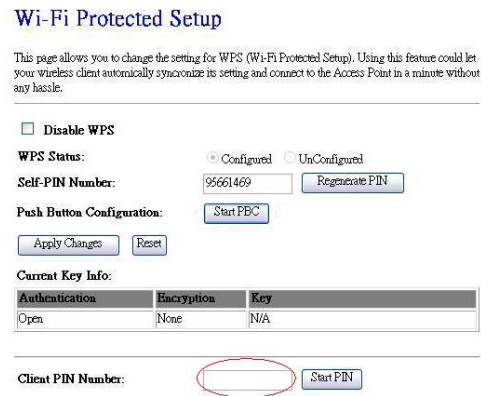 Wi-Fi Protected Setup
This page allows you to change the setting for WPS (Wi-Fi Protected Setup). Using this feature could let
your wireless client automically syncronize its setting and connect to the Access Point in a minute without
any hassle.
Disable WPS
WPS Status: Configured UnConfigured
Self-PIN Number: 95661469 Regenerate PIN
Push Button Configuration: Start PBC
Apply Changes Reset
Current Key Info:
Authentication Encryption Key
Open None N/A
Client PIN Number: Start PIN